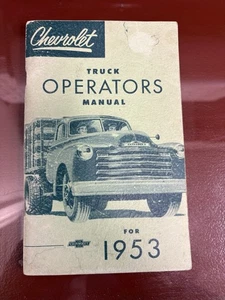 Chevrolet
TRUCK
OPERATORS
MANUAL
FOR
1953